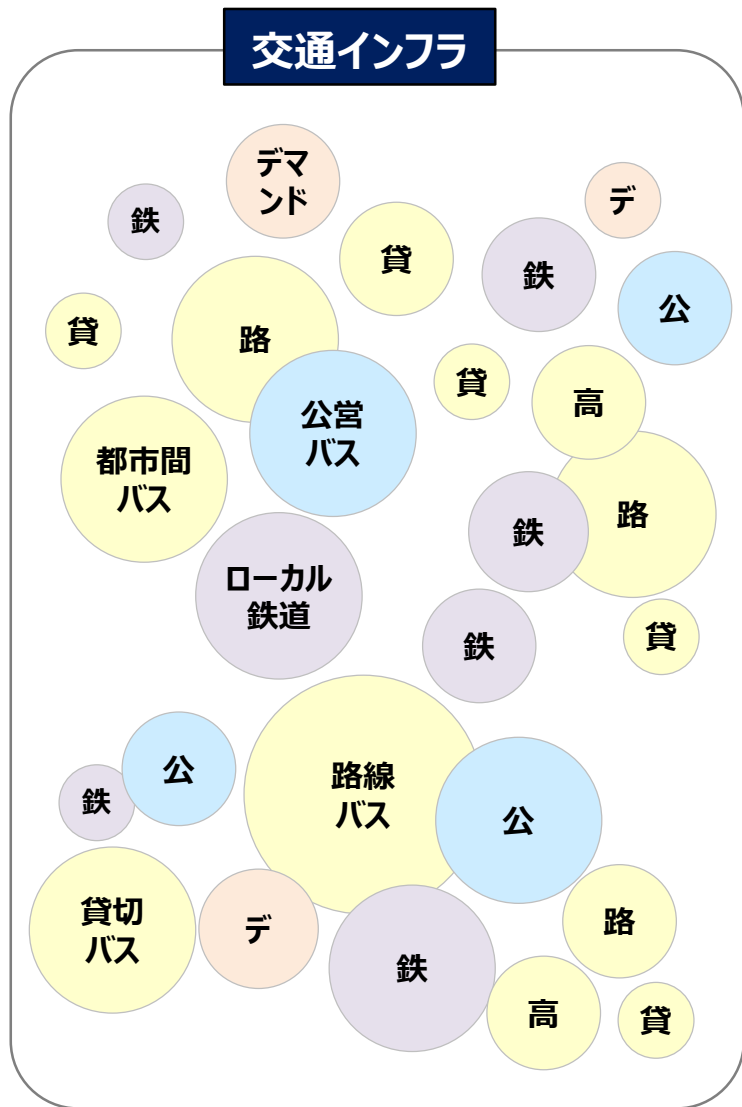 交通インフラ
デマ
ンド
デ
鉄
貸
鉄
公
貸
路
貸
高
公営
バス
都市間
バス
路
鉄
ローカル
鉄道
貸
鉄
公
路線
バス
鉄
公
貸切
バス
デ
路
鉄
高
貸